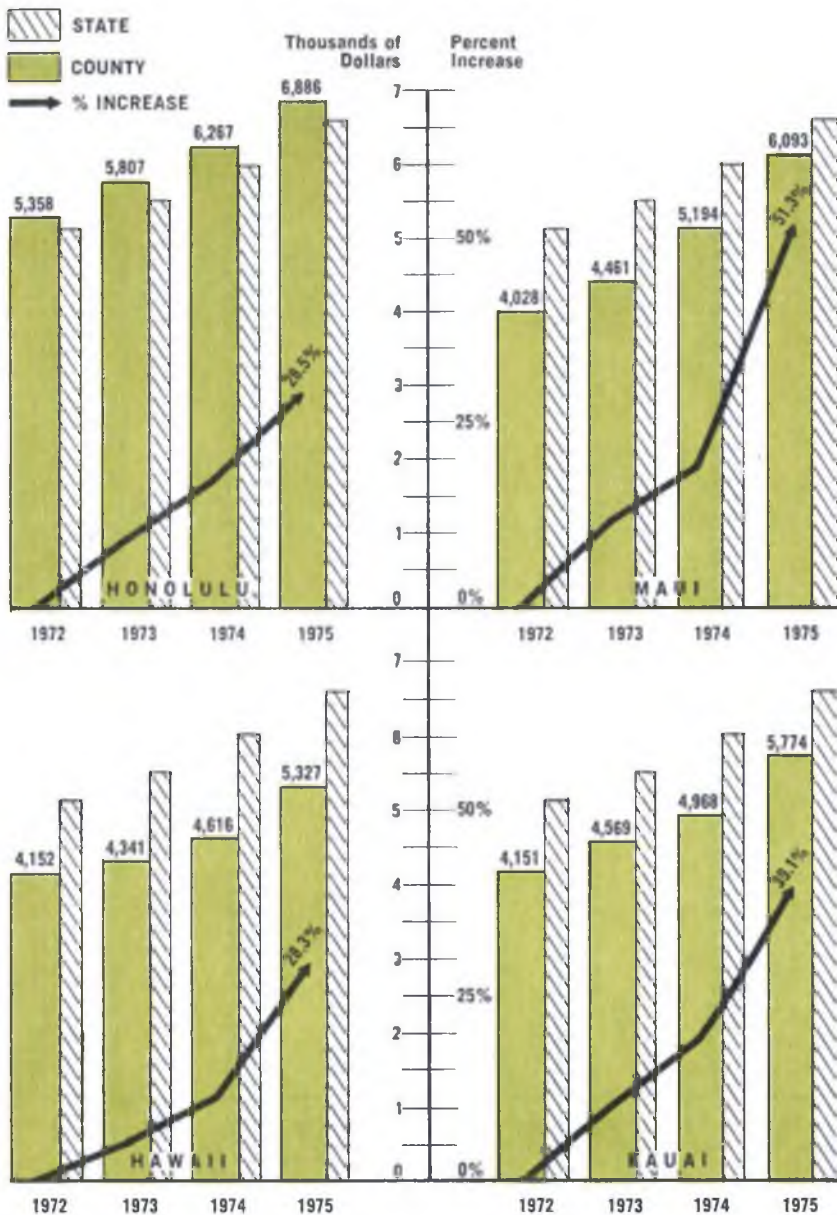 STATE
COUNTY
% INCREASE
Thousands of
Dollars
Percent
Increase
5,358
5,807
6,267
6,886
28.5%
HONOLULU
1972 1973 1974 1975
7
6
5
4
3
2
1
0
50%
25%
0%
4,028
4,461
5,194
6,093
51.3%
MAUI
1972 1973 1974 1975
4,152
4,341
4,616
5,327
28.3%
HAWAII
1972 1973 1974 1975
7
6
5
4
3
2
1
0
50%
25%
0%
4,151
4,569
4,968
5,774
39.1%
KAUAI
1972 1973 1974 1975